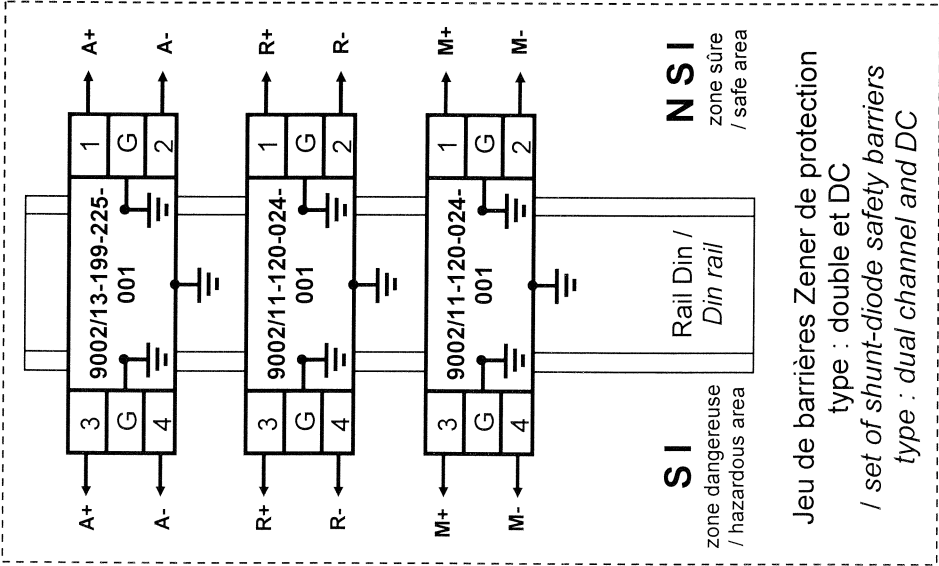 A+
A-
R+
R-
M+
M-
1
G
2
1
G
2
1
G
2
N S I
zone sûre
/ safe area
9002/13-199-225-
001
9002/11-120-024-
001
9002/11-120-024-
001
Rail Din /
Din rail
3
G
4
3
G
4
3
G
4
A+
A-
R+
R-
M+
M-
S I
zone dangereuse
/ hazardous area
Jeu de barrières Zener de protection
type : double et DC
/ set of shunt-diode safety barriers
type : dual channel and DC